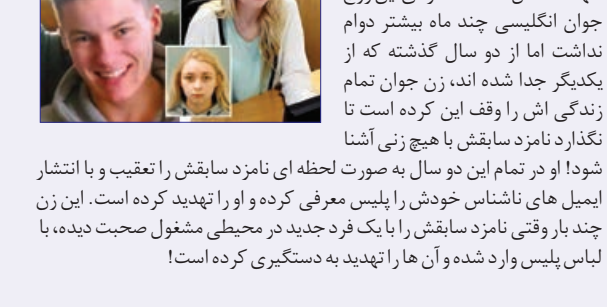 جوان انگلیسی چند ماه بیشتر دوام
نداشت اما از دو سال گذشته که از
یکدیگر جدا شده اند، زن جوان تمام
زندگی اش را وقف این کرده است تا
نگذارد نامزد سابقش با هیچ زنی آشنا
شود! او در تمام این دو سال به صورت لحظه ای نامزد سابقش را تعقیب و با انتشار
ایمیل های ناشناس خودش را پلیس معرفی کرده و او را تهدید کرده است. این زن
چند بار وقتی نامزد سابقش را با یک فرد جدید در محیطی مشغول صحبت دیده، با
لباس پلیس وارد شده و آن ها را تهدید به دستگیری کرده است!